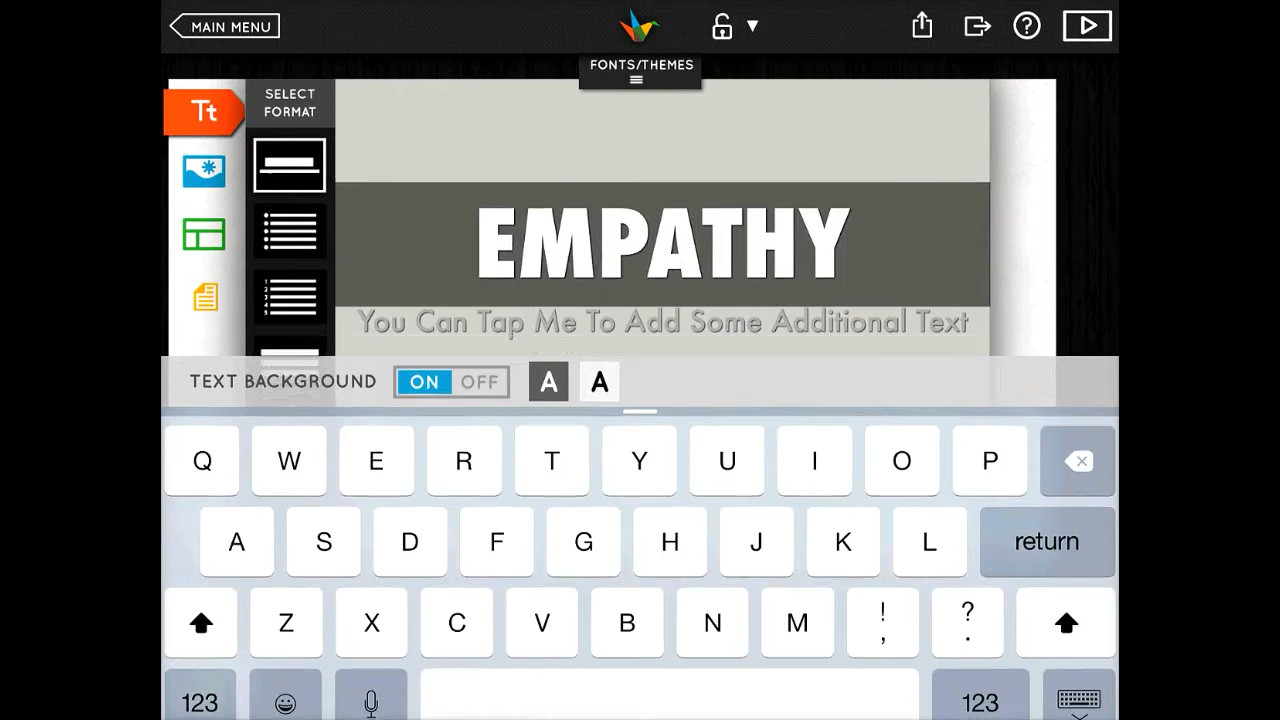 MAIN MENU
FONTS/THEMES
Tt
SELECT
FORMAT
EMPATHY
You Can Tap Me To Add Some Additional Text
TEXT BACKGROUND ON OFF A A
Q W E R T Y U I O P
A S D F G H J K L return
Z X C V B N M ! , ? .
123 123